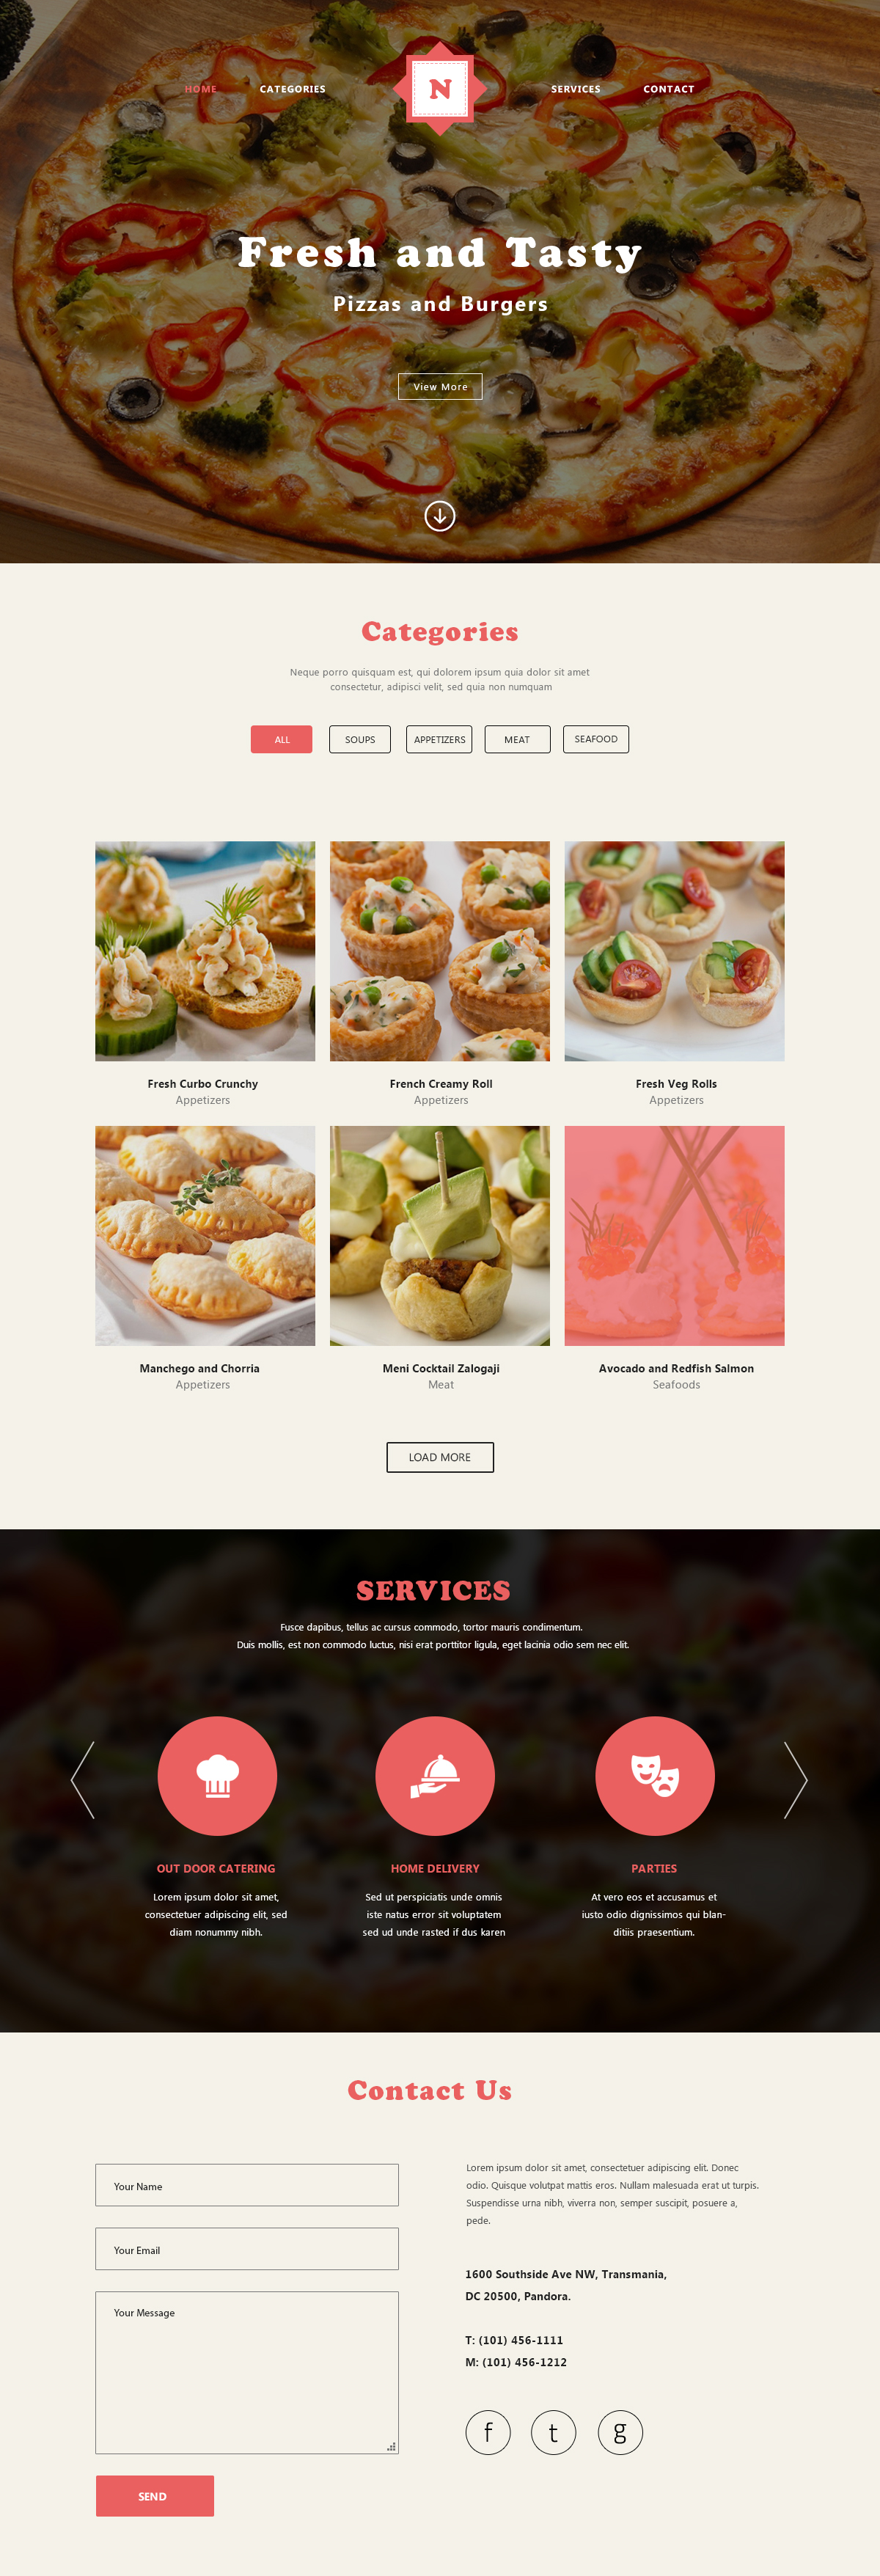 HOME
CATEGORIES
N
SERVICES
CONTACT
Fresh and Tasty
Pizzas and Burgers
View More
Categories
Neque porro quisquam est, qui dolorem ipsum quia dolor sit amet
consectetur, adipisci velit, sed quia non numquam
ALL
SOUPS
APPETIZERS
MEAT
SEAFOOD
Fresh Curbo Crunchy
Appetizers
French Creamy Roll
Appetizers
Fresh Veg Rolls
Appetizers
Manchego and Chorria
Appetizers
Meni Cocktail Zalogaji
Meat
Avocado and Redfish Salmon
Seafoods
LOAD MORE
SERVICES
Fusce dapibus, tellus ac cursus commodo, tortor mauris condimentum.
Duis mollis, est non commodo luctus, nisi erat porttitor ligula, eget lacinia odio sem nec elit.
OUT DOOR CATERING
Lorem ipsum dolor sit amet,
consectetuer adipiscing elit, sed
diam nonummy nibh.
HOME DELIVERY
Sed ut perspiciatis unde omnis
iste natus error sit voluptatem
sed ud unde rasted if dus karen
PARTIES
At vero eos et accusamus et
iusto odio dignissimos qui blan-
ditiis praesentium.
Contact Us
Your Name
Your Email
Your Message
SEND
Lorem ipsum dolor sit amet, consectetuer adipiscing elit. Donec
odio. Quisque volutpat mattis eros. Nullam malesuada erat ut turpis.
Suspendisse urna nibh, viverra non, semper suscipit, posuere a,
pede.
1600 Southside Ave NW, Transmania,
DC 20500, Pandora.
T: (101) 456-1111
M: (101) 456-1212
f
t
g